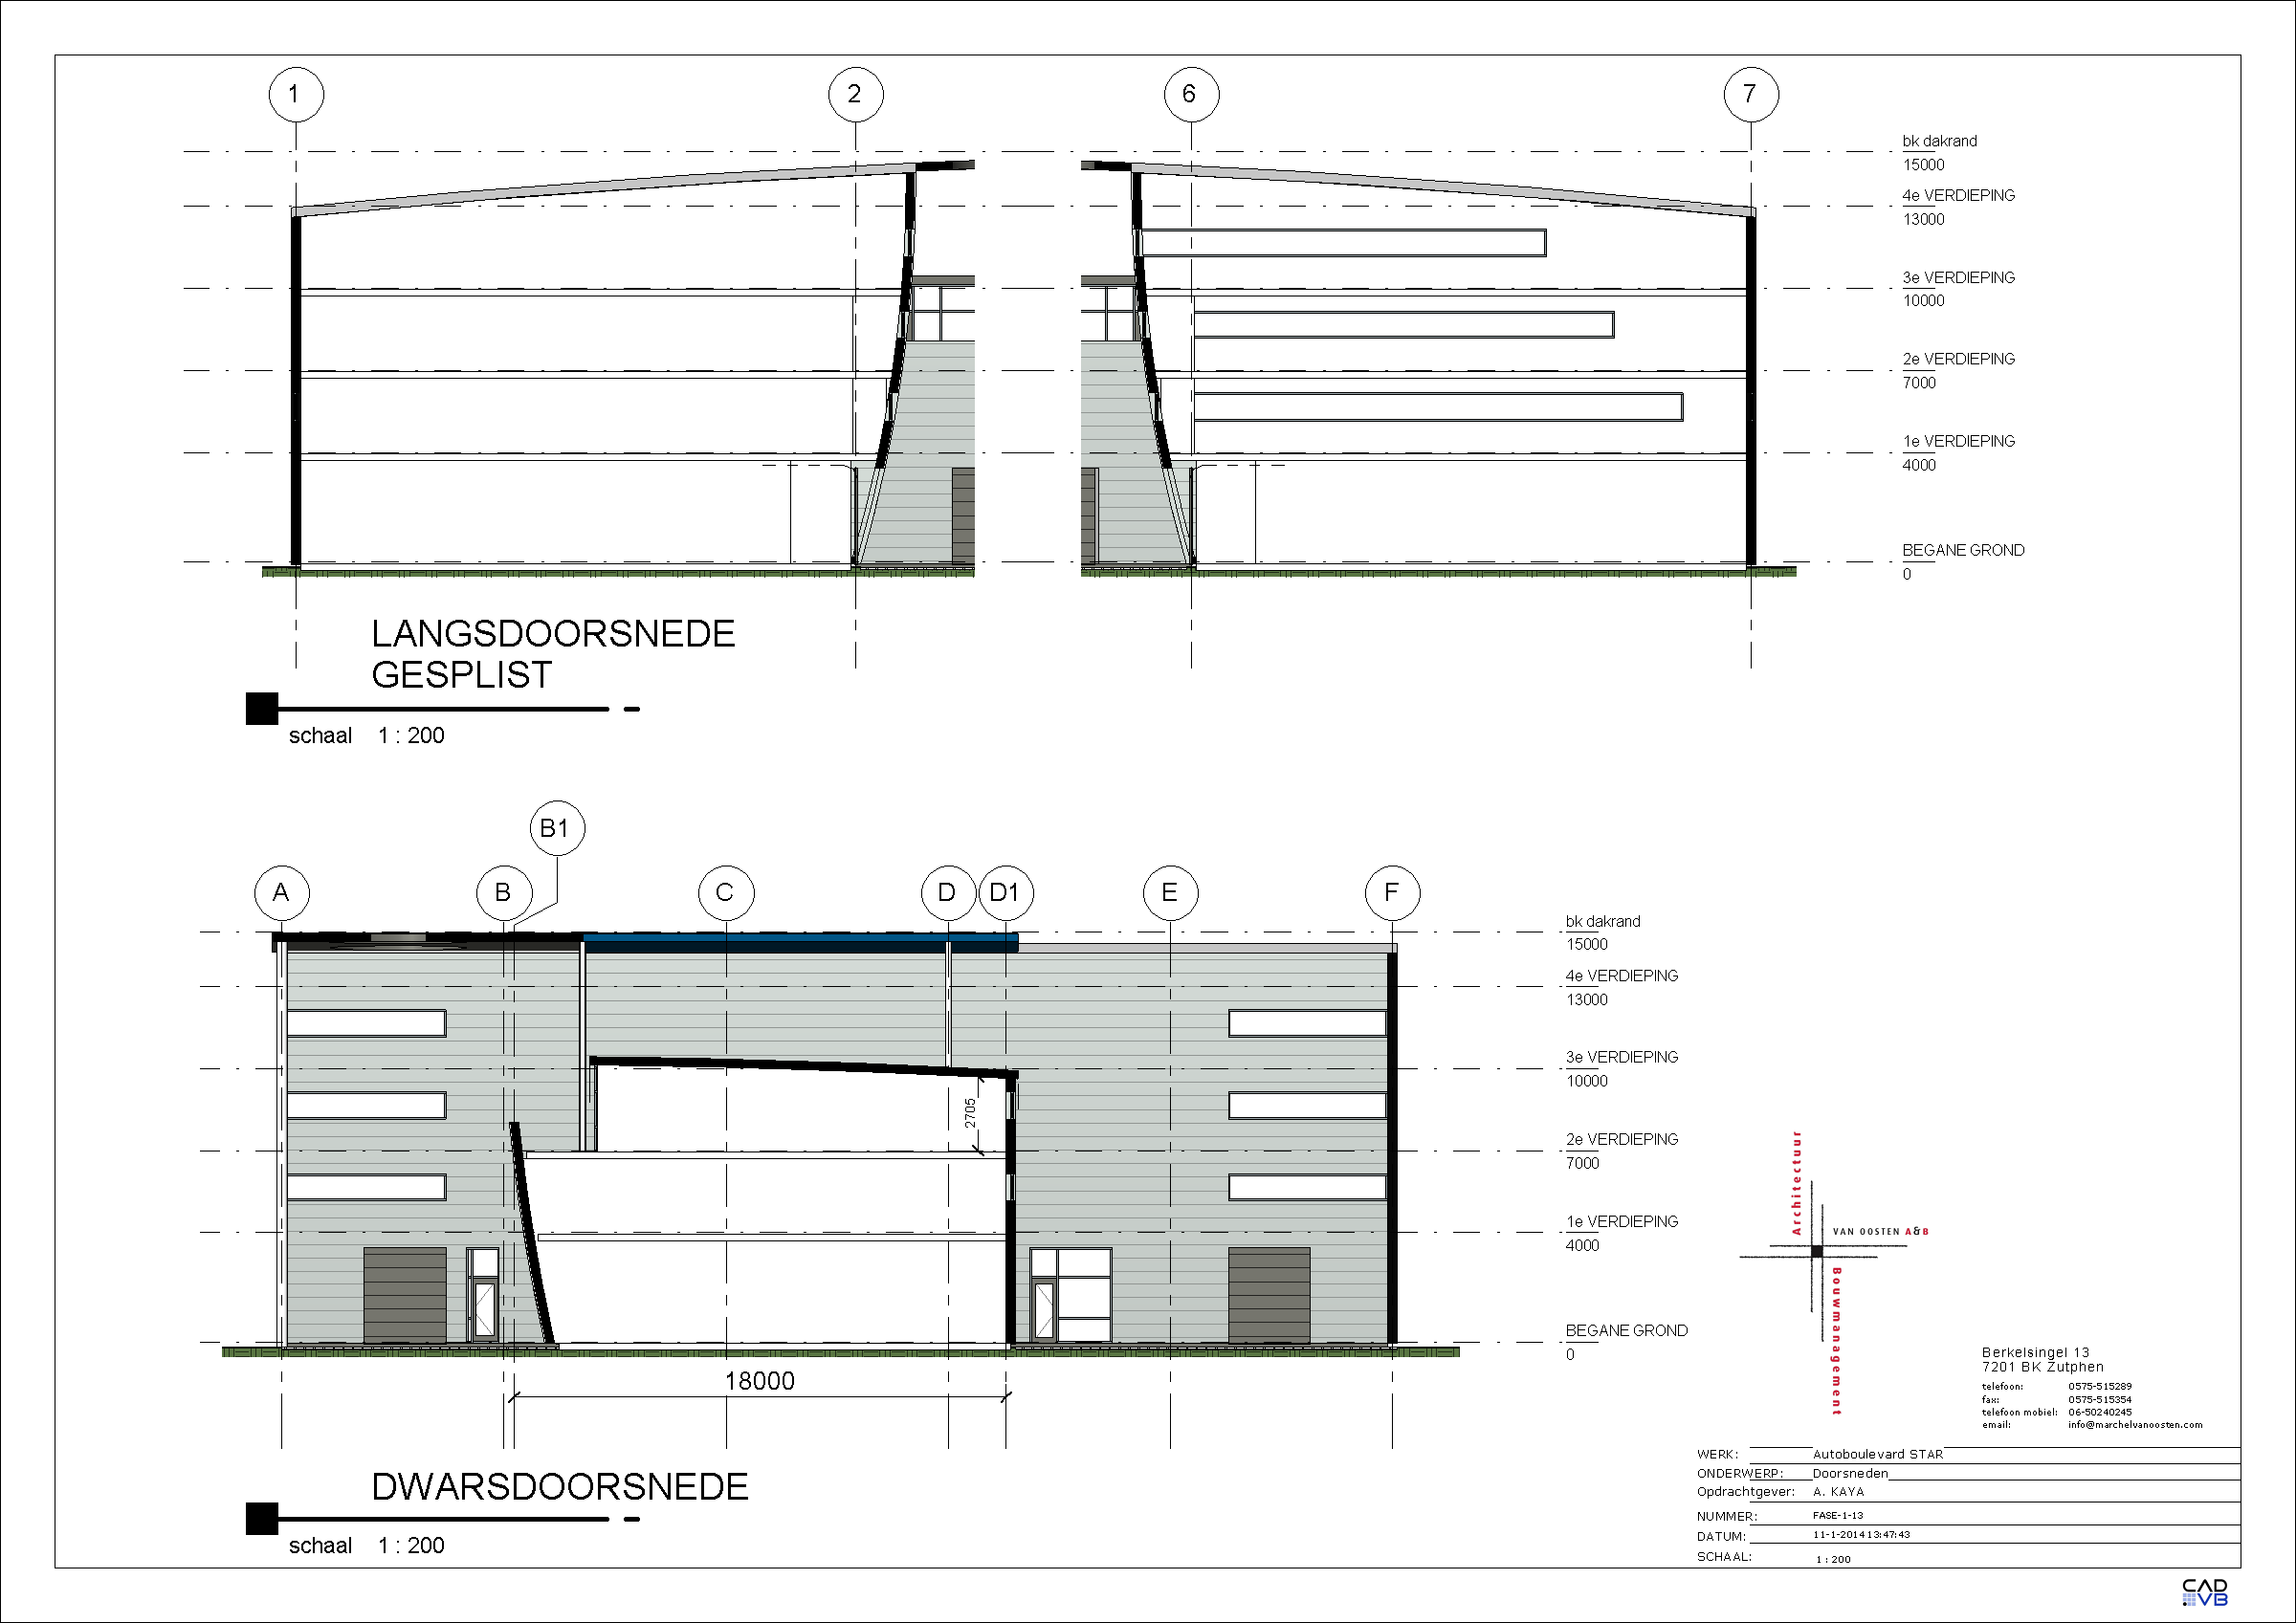 1
2
6
7
bk dakrand
15000
4e VERDIEPING
13000
3e VERDIEPING
10000
2e VERDIEPING
7000
1e VERDIEPING
4000
BEGANE GROND
0
LANGSDOORSNEDE
GESPLIST
schaal 1 : 200
B1
A
B
C
D
D1
E
F
bk dakrand
15000
4e VERDIEPING
13000
3e VERDIEPING
10000
2705
2e VERDIEPING
7000
1e VERDIEPING
4000
BEGANE GROND
0
18000
DWARSDOORSNEDE
schaal 1 : 200
Architectuur
VAN OOSTEN A&B
Bouwmanagement
Berkelsingel 13
7201 BK Zutphen
telefoon: 0575-515289
fax: 0575-515354
telefoon mobiel: 06-50240245
email: info@marchelvanoosten.com
WERK: Autoboulevard STAR
ONDERWERP: Doorsneden
Opdrachtgever: A. KAYA
NUMMER: FASE-1-13
DATUM: 11-1-2014 13:47:43
SCHAAL: 1 : 200
CAD
VB